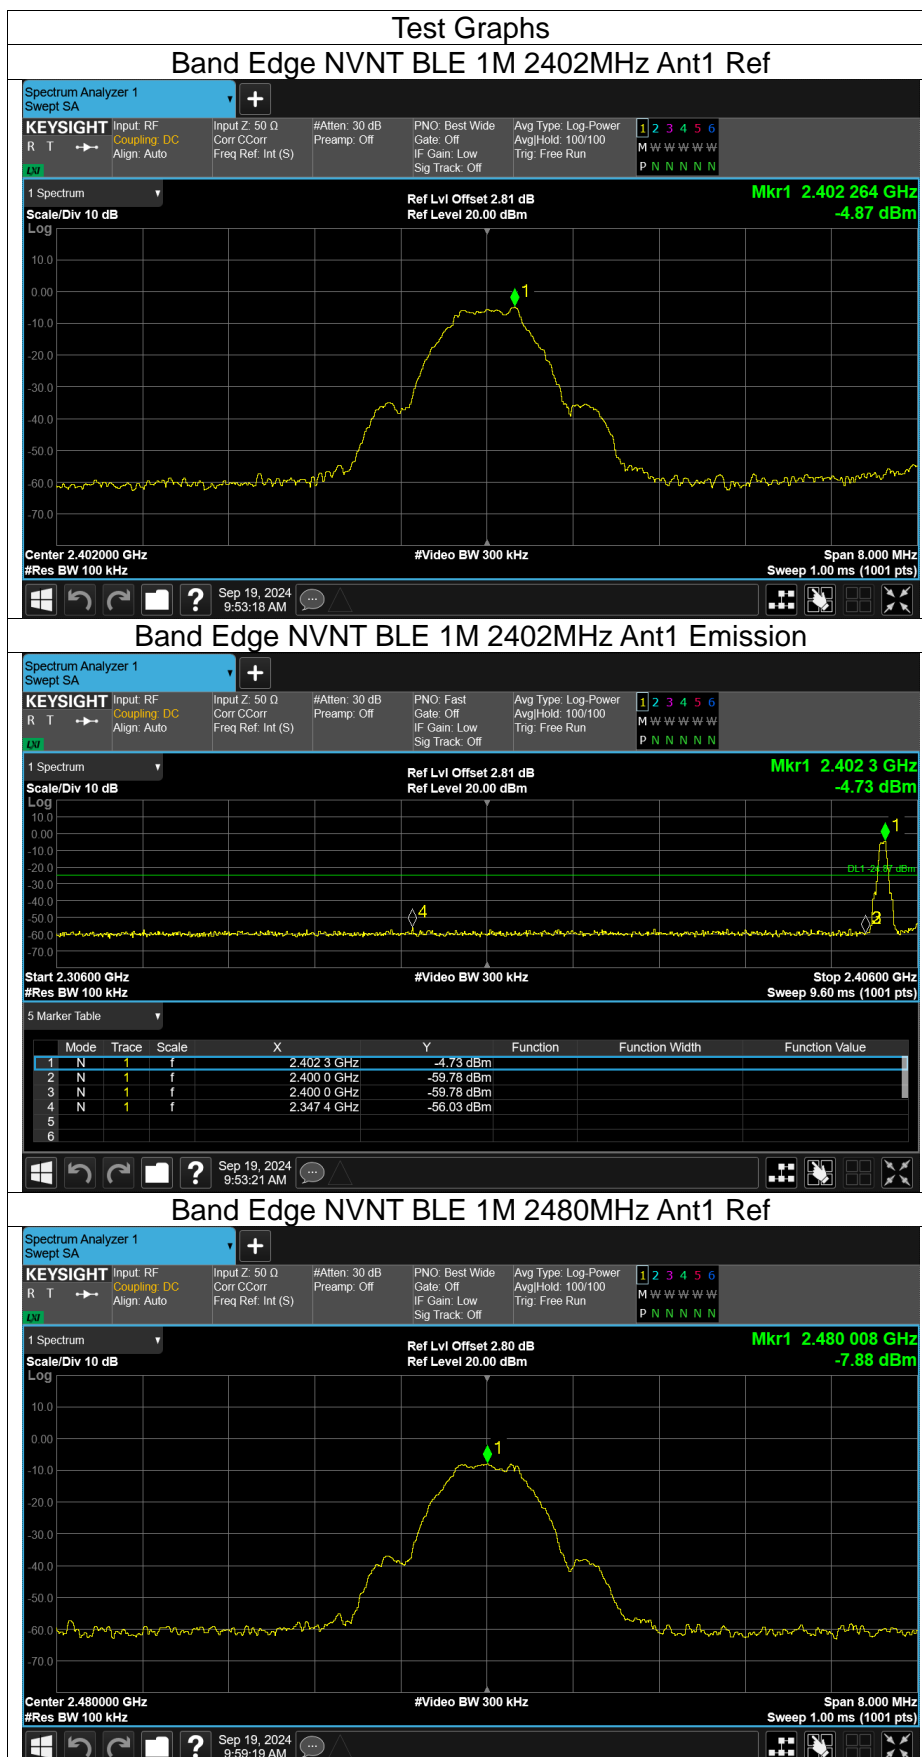 Test Graphs
Band Edge NVNT BLE 1M 2402MHz Ant1 Ref
Spectrum Analyzer 1
Swept SA
KEYSIGHT Input: RF Input Z: 50 Ω #Atten: 30 dB PNO: Best Wide Avg Type: Log-Power 1 2 3 4 5 6
R T Coupling: DC Corr CCorr Preamp: Off Gate: Off Avg|Hold: 100/100 M W W W W W
Align: Auto Freq Ref: Int (S) IF Gain: Low Trig: Free Run
LXI Sig Track: Off P N N N N N
1 Spectrum Ref Lvl Offset 2.81 dB Mkr1 2.402 264 GHz
Scale/Div 10 dB Ref Level 20.00 dBm -4.87 dBm
Log
10.0
1
0.00
-10.0
-20.0
-30.0
-40.0
-50.0
-60.0
-70.0
Center 2.402000 GHz #Video BW 300 kHz Span 8.000 MHz
#Res BW 100 kHz Sweep 1.00 ms (1001 pts)
Sep 19, 2024
9:53:18 AM
Band Edge NVNT BLE 1M 2402MHz Ant1 Emission
Spectrum Analyzer 1
Swept SA
KEYSIGHT Input: RF Input Z: 50 Ω #Atten: 30 dB PNO: Fast Avg Type: Log-Power 1 2 3 4 5 6
R T Coupling: DC Corr CCorr Preamp: Off Gate: Off Avg|Hold: 100/100 M W W W W W
Align: Auto Freq Ref: Int (S) IF Gain: Low Trig: Free Run
LXI Sig Track: Off P N N N N N
1 Spectrum Ref Lvl Offset 2.81 dB Mkr1 2.402 3 GHz
Scale/Div 10 dB Ref Level 20.00 dBm -4.73 dBm
Log
10.0
0.00 1
-10.0
-20.0 DL1 -24.87 dBm
-30.0
-40.0
-50.0 4
-60.0
-70.0
Start 2.30600 GHz #Video BW 300 kHz Stop 2.40600 GHz
#Res BW 100 kHz Sweep 9.60 ms (1001 pts)
5 Marker Table
Mode Trace Scale X Y Function Function Width Function Value
1 N 1 f 2.402 3 GHz -4.73 dBm
2 N 1 f 2.400 0 GHz -59.78 dBm
3 N 1 f 2.400 0 GHz -59.78 dBm
4 N 1 f 2.347 4 GHz -56.03 dBm
5
6
Sep 19, 2024
9:53:21 AM
Band Edge NVNT BLE 1M 2480MHz Ant1 Ref
Spectrum Analyzer 1
Swept SA
KEYSIGHT Input: RF Input Z: 50 Ω #Atten: 30 dB PNO: Best Wide Avg Type: Log-Power 1 2 3 4 5 6
R T Coupling: DC Corr CCorr Preamp: Off Gate: Off Avg|Hold: 100/100 M W W W W W
Align: Auto Freq Ref: Int (S) IF Gain: Low Trig: Free Run
LXI Sig Track: Off P N N N N N
1 Spectrum Ref Lvl Offset 2.80 dB Mkr1 2.480 008 GHz
Scale/Div 10 dB Ref Level 20.00 dBm -7.88 dBm
Log
10.0
0.00
1
-10.0
-20.0
-30.0
-40.0
-50.0
-60.0
-70.0
Center 2.480000 GHz #Video BW 300 kHz Span 8.000 MHz
#Res BW 100 kHz Sweep 1.00 ms (1001 pts)
Sep 19, 2024
9:59:19 AM